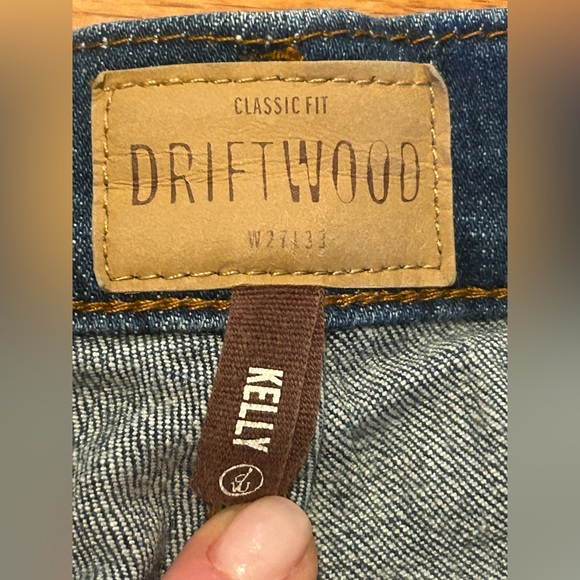 CLASSIC FIT
DRIFTWOOD
W27L33
KELLY